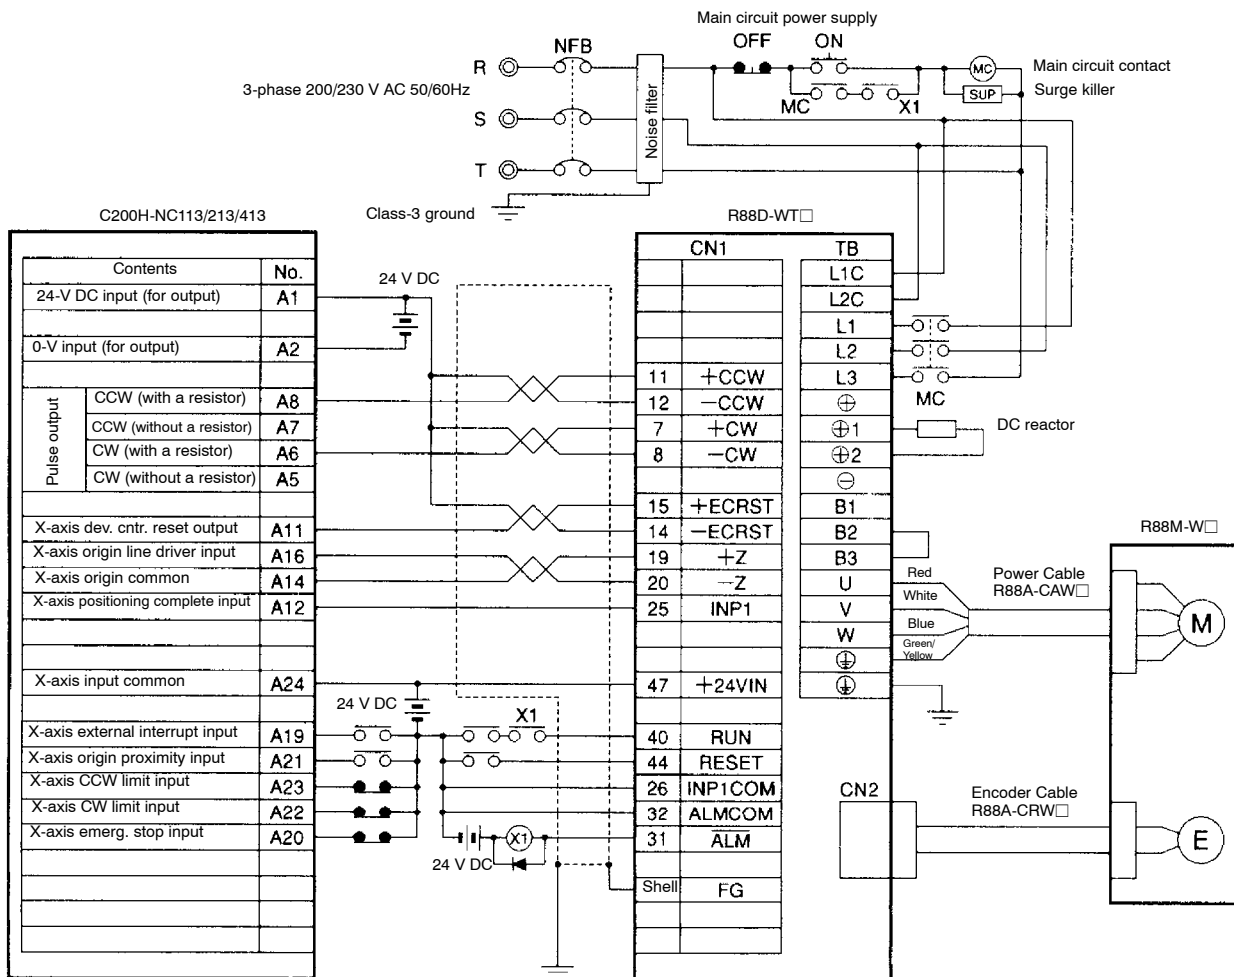 Main circuit power supply
OFF ON
NFB
R
3-phase 200/230 V AC 50/60Hz
S
T
Noise filter
MC X1
MC Main circuit contact
SUP Surge killer
Class-3 ground
C200H-NC113/213/413
Contents No.
24-V DC input (for output) A1
0-V input (for output) A2
Pulse output
CCW (with a resistor) A8
CCW (without a resistor) A7
CW (with a resistor) A6
CW (without a resistor) A5
X-axis dev. cntr. reset output A11
X-axis origin line driver input A16
X-axis origin common A14
X-axis positioning complete input A12
X-axis input common A24
X-axis external interrupt input A19
X-axis origin proximity input A21
X-axis CCW limit input A23
X-axis CW limit input A22
X-axis emerg. stop input A20
24 V DC
24 V DC
X1
X1
24 V DC
R88D-WT□
CN1
11 +CCW
12 −CCW
7 +CW
8 −CW
15 +ECRST
14 −ECRST
19 +Z
20 −Z
25 INP1
47 +24VIN
40 RUN
44 RESET
26 INP1COM
32 ALMCOM
31 A̅L̅M̅
Shell FG
TB
L1C
L2C
L1
L2
L3
⊕
⊕1
⊕2
⊖
B1
B2
B3
U
V
W
MC
DC reactor
Red
White
Blue
Green/
Yellow
Power Cable
R88A-CAW□
R88M-W□
M
CN2
Encoder Cable
R88A-CRW□
E